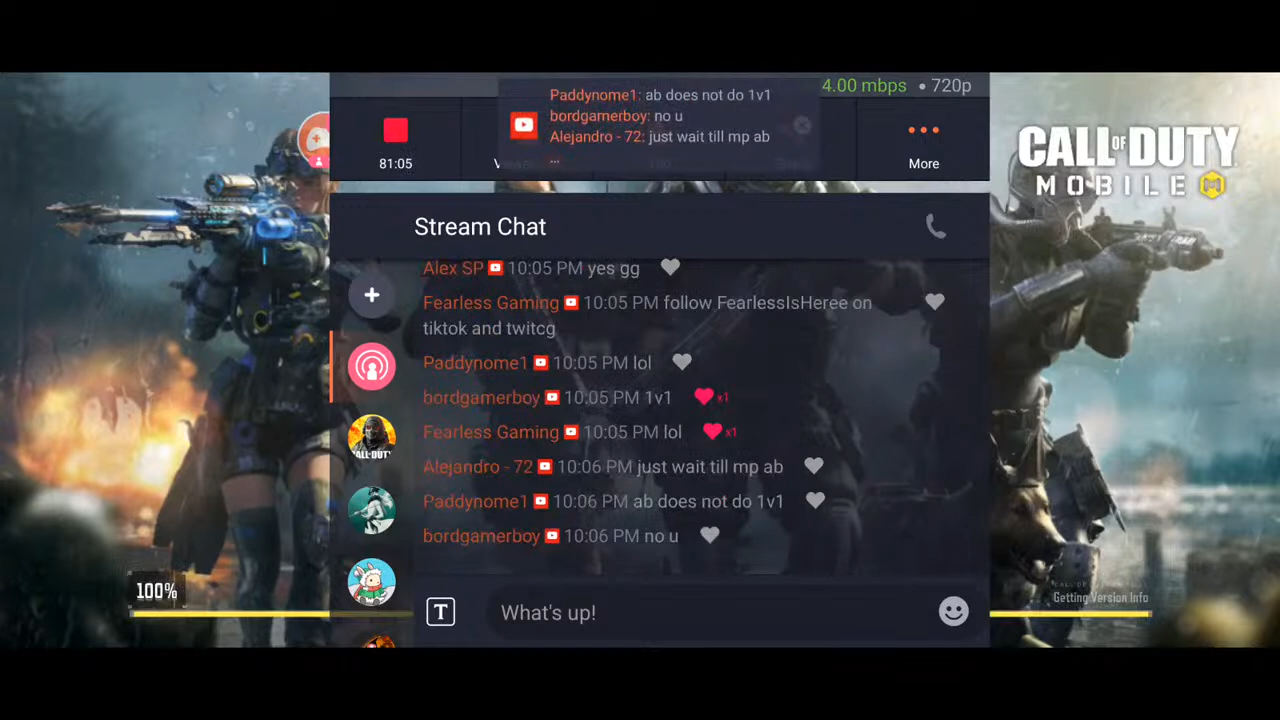 Paddynome1: ab does not do 1v1
bordgamerboy: no u
Alejandro - 72: just wait till mp ab
...
4.00 mbps • 720p
81:05
More
CALL OF DUTY
MOBILE
Stream Chat
Alex SP 10:05 PM yes gg
Fearless Gaming 10:05 PM follow FearlessIsHeree on
tiktok and twitcg
Paddynome1 10:05 PM lol
bordgamerboy 10:05 PM 1v1 x1
Fearless Gaming 10:05 PM lol x1
Alejandro - 72 10:06 PM just wait till mp ab
Paddynome1 10:06 PM ab does not do 1v1
bordgamerboy 10:06 PM no u
100%
Getting Version Info
T What's up!